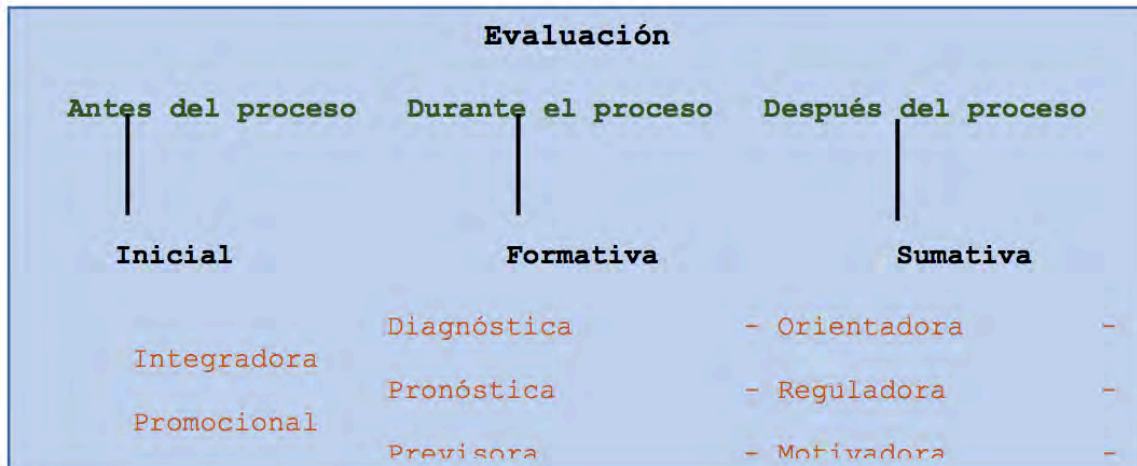 Evaluación
Antes del proceso Durante el proceso Después del proceso
Inicial Formativa Sumativa
Diagnóstica - Orientadora -
Integradora
Pronóstica - Reguladora -
Promocional
Previsora - Motivadora -